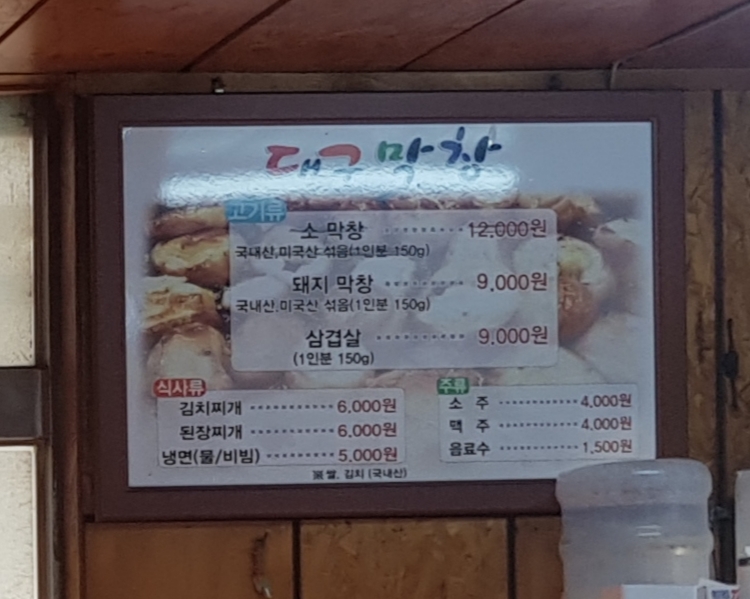 대구 막창
고기류
소 막창 ········· 12,000원
국내산,미국산 섞음(1인분 150g)
돼지 막창 ········· 9,000원
국내산,미국산 섞음(1인분 150g)
삼겹살 ·········· 9,000원
(1인분 150g)
식사류
김치찌개 ··········· 6,000원
된장찌개 ··········· 6,000원
냉면(물/비빔) ········· 5,000원
쌀, 김치 (국내산)
주류
소 주 ············ 4,000원
맥 주 ············ 4,000원
음료수 ············ 1,500원